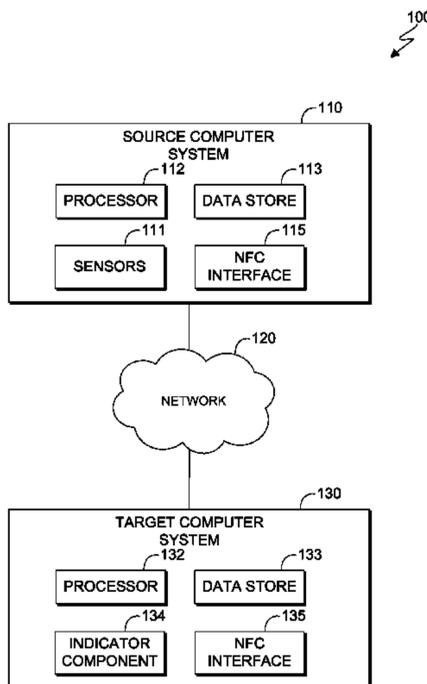 100
110
SOURCE COMPUTER
SYSTEM
112
113
PROCESSOR
DATA STORE
111
115
SENSORS
NFC
INTERFACE
120
NETWORK
130
TARGET COMPUTER
SYSTEM
132
133
PROCESSOR
DATA STORE
134
135
INDICATOR
COMPONENT
NFC
INTERFACE